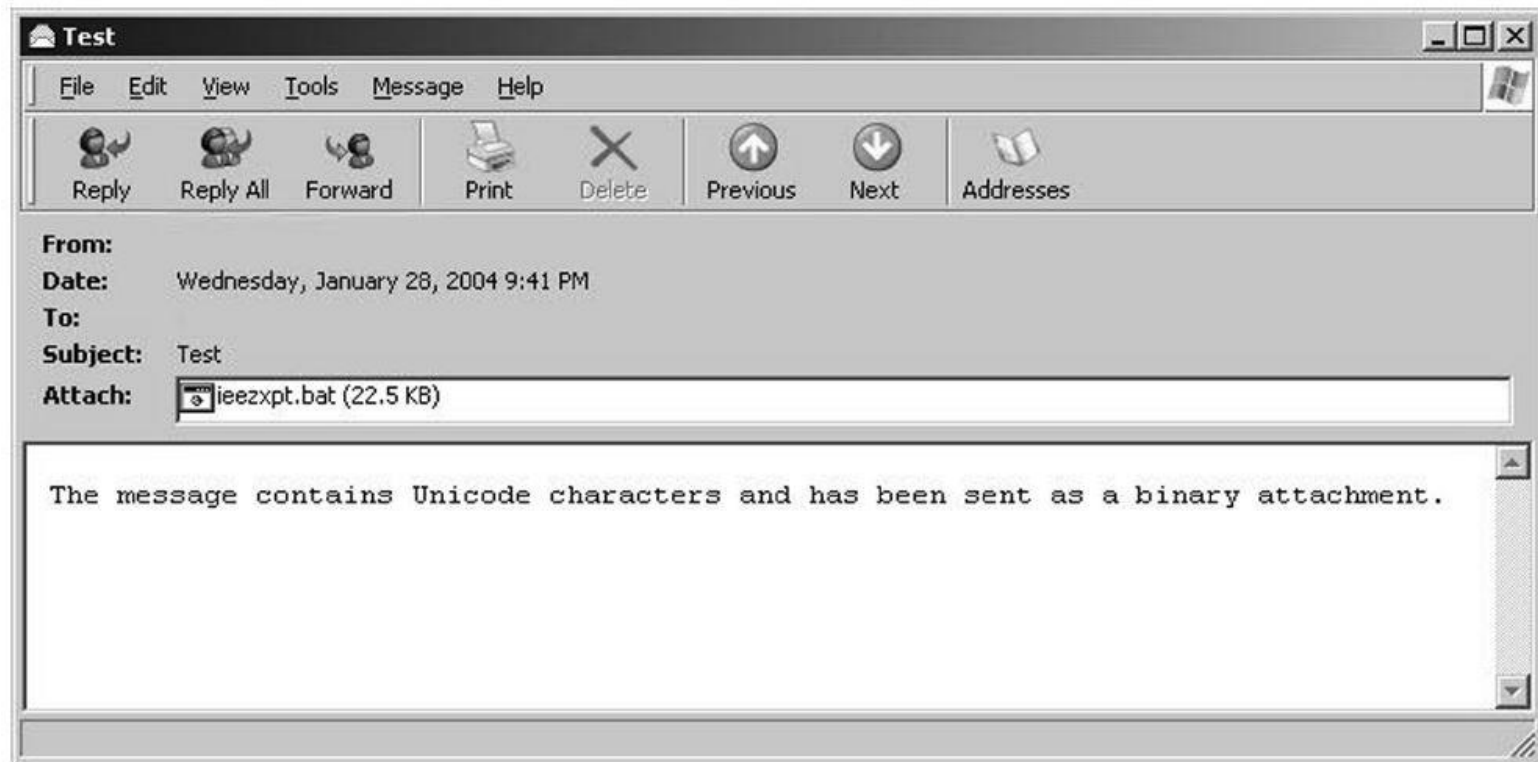 Test
File Edit View Tools Message Help
Reply Reply All Forward Print Delete Previous Next Addresses
From:
Date: Wednesday, January 28, 2004 9:41 PM
To:
Subject: Test
Attach: ieezxpt.bat (22.5 KB)
The message contains Unicode characters and has been sent as a binary attachment.